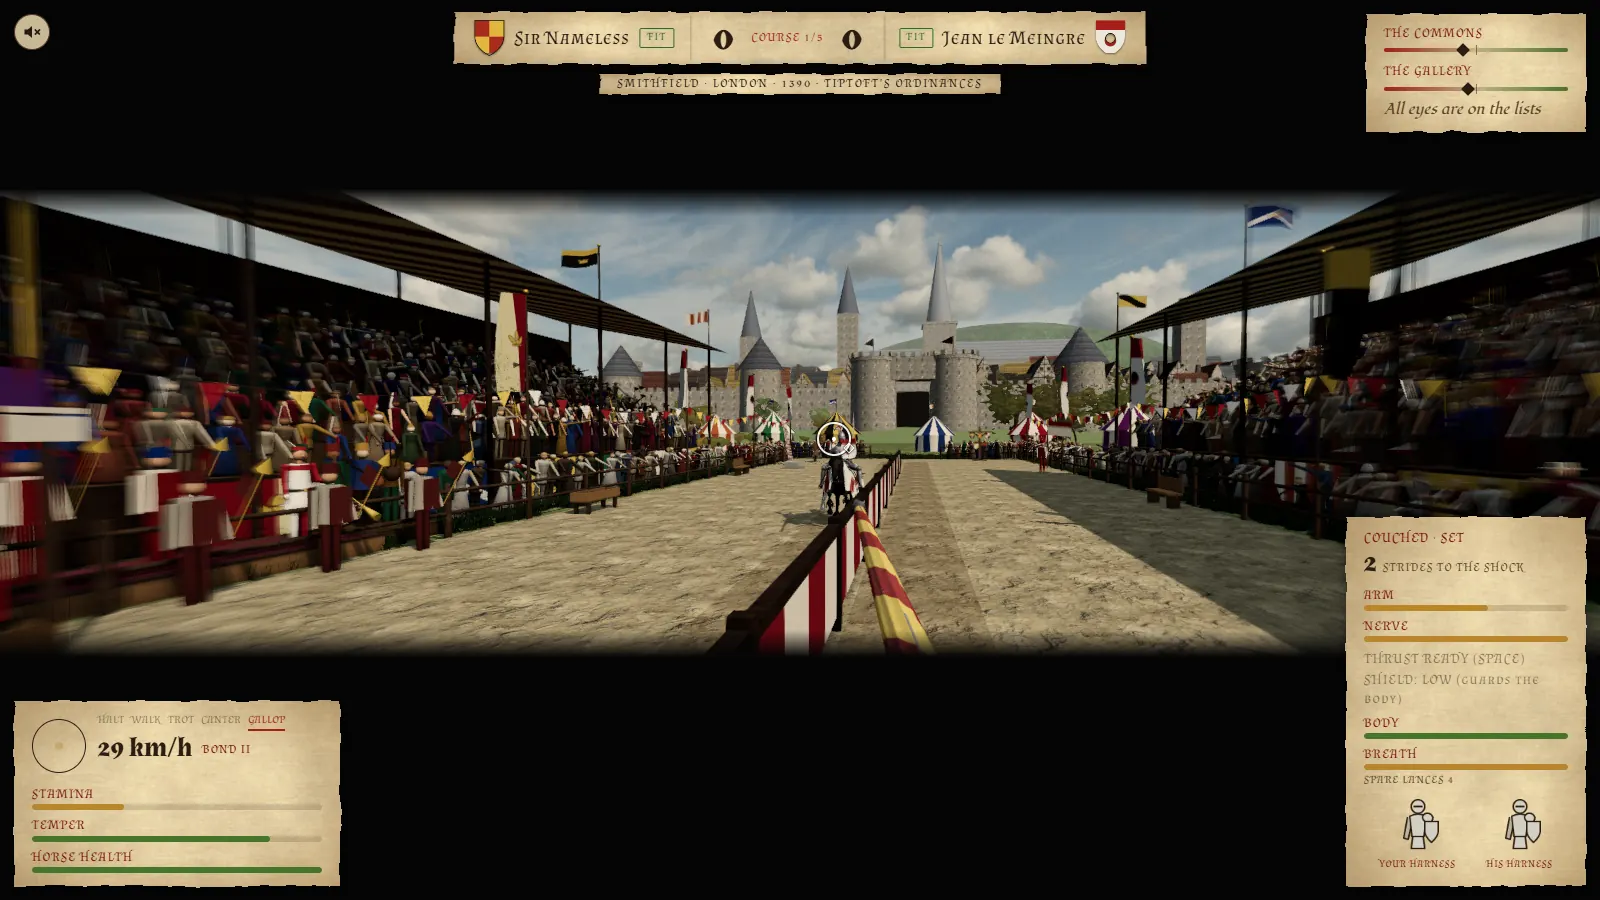 SIR NAMELESS FIT 0 COURSE 1/5 0 FIT JEAN LE MEINGRE
SMITHFIELD · LONDON · 1390 · TIPTOFT'S ORDINANCES
THE COMMONS
THE GALLERY
All eyes are on the lists
COUCHED · SET
2 STRIDES TO THE SHOCK
ARM
NERVE
THRUST READY (SPACE)
SHIELD: LOW (GUARDS THE
BODY)
BODY
BREATH
SPARE LANCES 4
YOUR HARNESS HIS HARNESS
HALT WALK TROT CANTER GALLOP
29 km/h BOND II
STAMINA
TEMPER
HORSE HEALTH